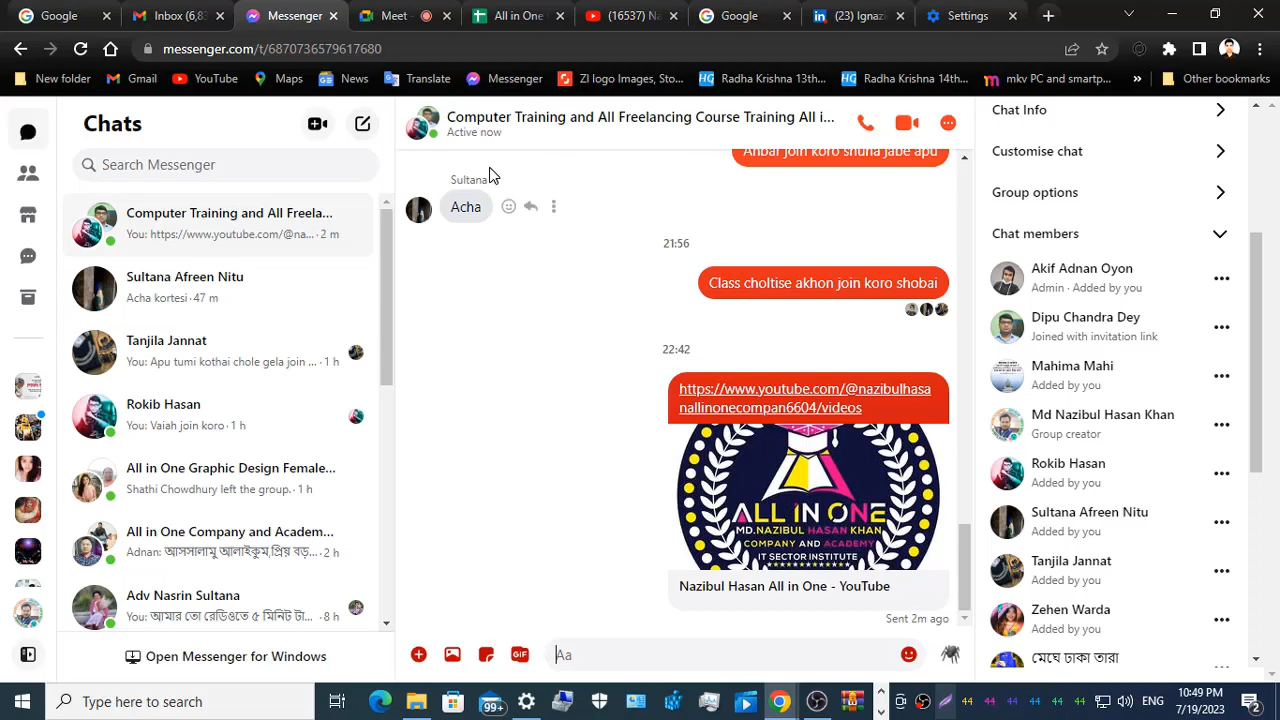 Google
Inbox (6,8
Messenger
Meet -
All in One
(16537) Na
Google
(23) Ignazi
Settings
messenger.com/t/6870736579617680
New folder
Gmail
YouTube
Maps
News
Translate
Messenger
ZI logo Images, Sto...
Radha Krishna 13th...
Radha Krishna 14th...
mkv PC and smartp...
Other bookmarks
Chats
Search Messenger
Computer Training and All Freela...
You: https://www.youtube.com/@na... · 2 m
Sultana Afreen Nitu
Acha kortesi · 47 m
Tanjila Jannat
You: Apu tumi kothai chole gela join ... · 1 h
Rokib Hasan
You: Vaiah join koro · 1 h
All in One Graphic Design Female...
Shathi Chowdhury left the group. · 1 h
All in One Company and Academ...
Adnan: আসসালামু আলাইকুম,প্রিয় বড়... · 2 h
Adv Nasrin Sultana
You: আমার তো রেডিওতে ৫ মিনিট ঢা... · 8 h
Open Messenger for Windows
Computer Training and All Freelancing Course Training All i...
Active now
Anbar join koro shuna jabe apu
Sultana
Acha
21:56
Class choltise akhon join koro shobai
22:42
https://www.youtube.com/@nazibulhasa
nallinonecompan6604/videos
ALL IN ONE
MD.NAZIBUL HASAN KHAN
COMPANY AND ACADEMY
IT SECTOR INSTITUTE
Nazibul Hasan All in One - YouTube
Sent 2m ago
GIF
Aa
Chat Info
Customise chat
Group options
Chat members
Akif Adnan Oyon
Admin · Added by you
Dipu Chandra Dey
Joined with invitation link
Mahima Mahi
Added by you
Md Nazibul Hasan Khan
Group creator
Rokib Hasan
Added by you
Sultana Afreen Nitu
Added by you
Tanjila Jannat
Added by you
Zehen Warda
Added by you
মেঘে ঢাকা তারা
Type here to search
99+
44
44
44
44
44
44
ENG
10:49 PM
7/19/2023
2